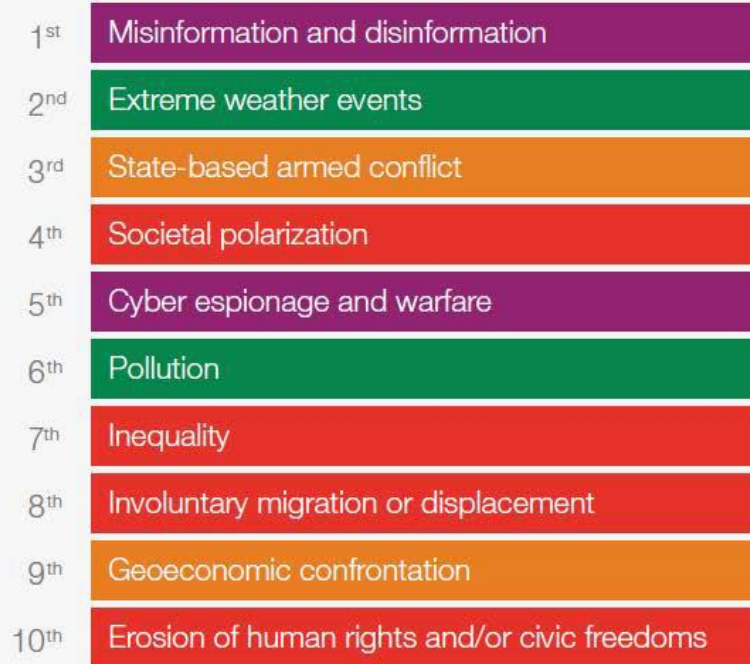 1st Misinformation and disinformation
2nd Extreme weather events
3rd State-based armed conflict
4th Societal polarization
5th Cyber espionage and warfare
6th Pollution
7th Inequality
8th Involuntary migration or displacement
9th Geoeconomic confrontation
10th Erosion of human rights and/or civic freedoms